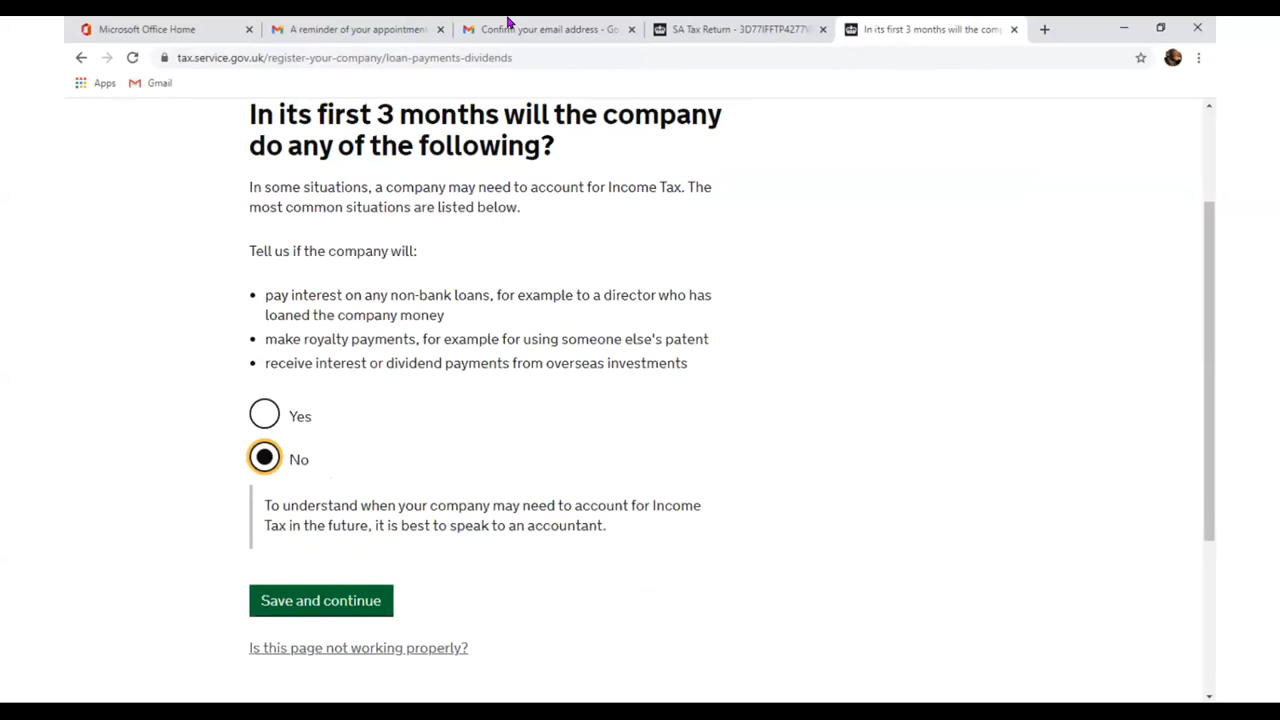 Microsoft Office Home
A reminder of your appointment
Confirm your email address - Go
SA Tax Return - 3D77IFFTP4277V
In its first 3 months will the comp
tax.service.gov.uk/register-your-company/loan-payments-dividends
Apps
Gmail
In its first 3 months will the company
do any of the following?
In some situations, a company may need to account for Income Tax. The
most common situations are listed below.
Tell us if the company will:
• pay interest on any non-bank loans, for example to a director who has
loaned the company money
• make royalty payments, for example for using someone else's patent
• receive interest or dividend payments from overseas investments
Yes
No
To understand when your company may need to account for Income
Tax in the future, it is best to speak to an accountant.
Save and continue
Is this page not working properly?